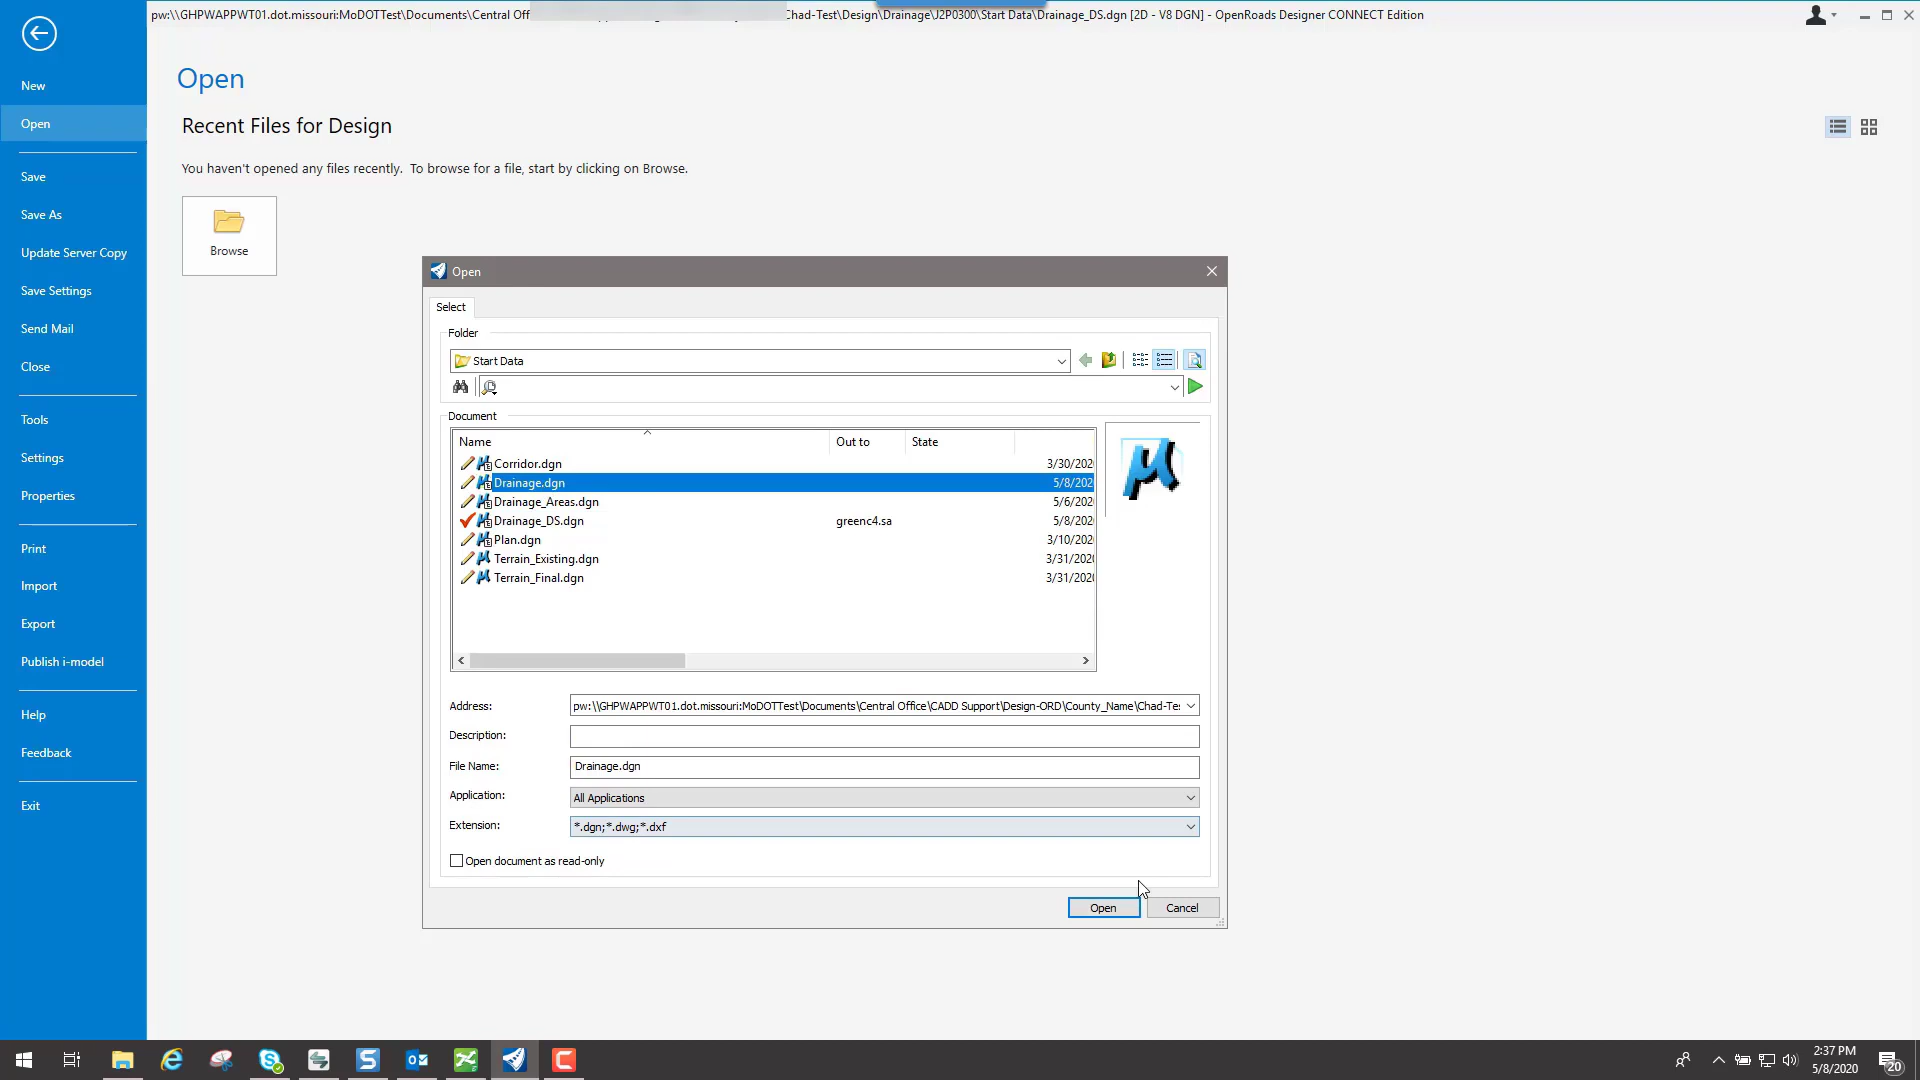 pw:\\GHPWAPPWT01.dot.missouri:MoDOTTest\Documents\Central Off
Chad-Test\Design\Drainage\J2P0300\Start Data\Drainage_DS.dgn [2D - V8 DGN] - OpenRoads Designer CONNECT Edition
New
Open
Save
Save As
Update Server Copy
Save Settings
Send Mail
Close
Tools
Settings
Properties
Print
Import
Export
Publish i-model
Help
Feedback
Exit
Open
Recent Files for Design
You haven't opened any files recently.  To browse for a file, start by clicking on Browse.
Browse
Open
Select
Folder
Start Data
Document
Name Out to State
Corridor.dgn 3/30/202
Drainage.dgn 5/8/202
Drainage_Areas.dgn 5/6/202
Drainage_DS.dgn greenc4.sa 5/8/202
Plan.dgn 3/10/202
Terrain_Existing.dgn 3/31/202
Terrain_Final.dgn 3/31/202
Address: pw:\\GHPWAPPWT01.dot.missouri:MoDOTTest\Documents\Central Office\CADD Support\Design-ORD\County_Name\Chad-Te:
Description:
File Name: Drainage.dgn
Application: All Applications
Extension: *.dgn;*.dwg;*.dxf
Open document as read-only
Open Cancel
2:37 PM
5/8/2020
20